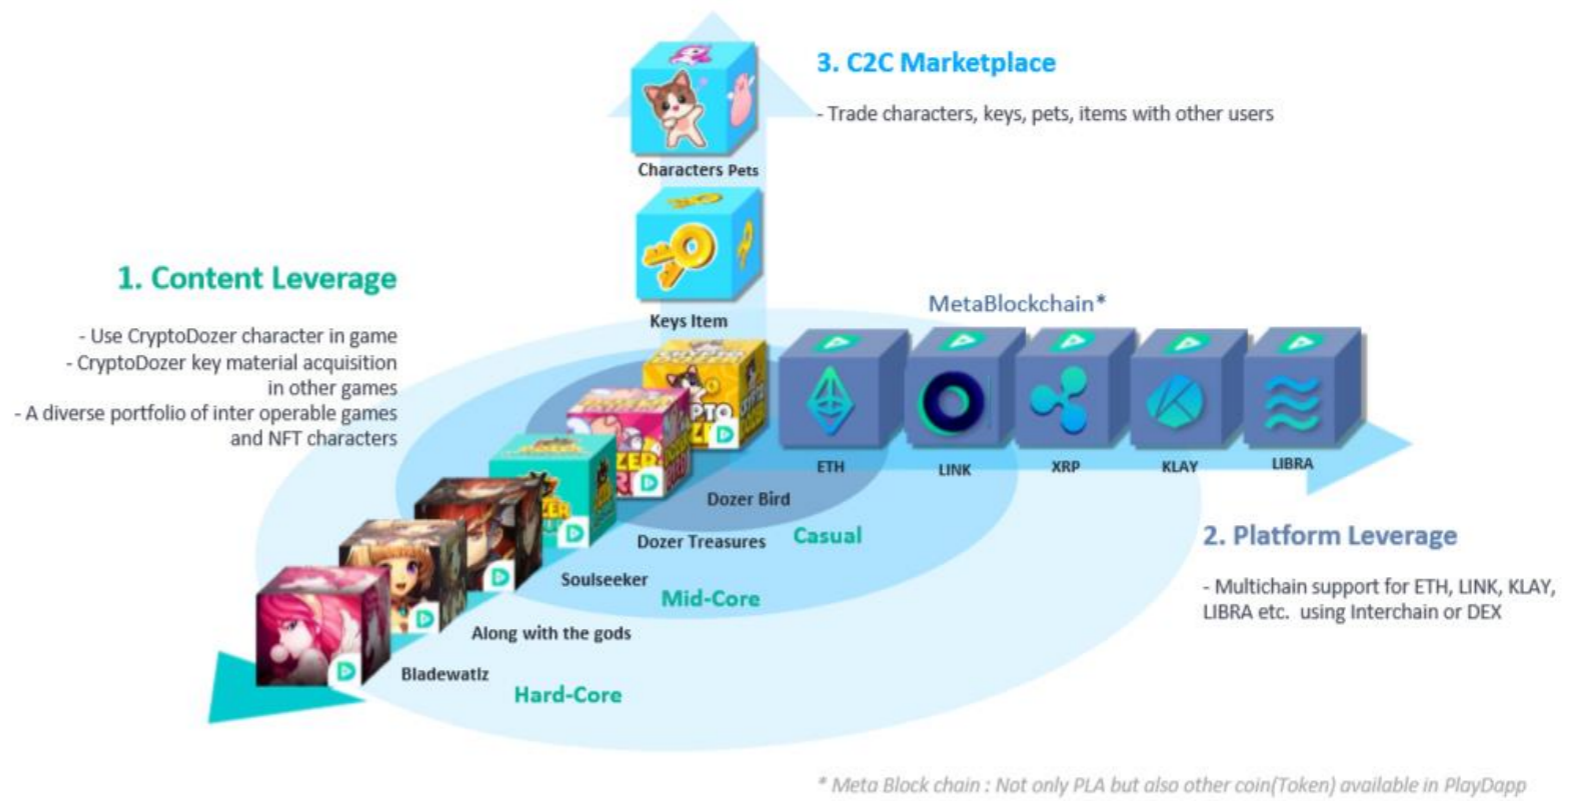 3. C2C Marketplace
- Trade characters, keys, pets, items with other users
Characters Pets
Keys Item
1. Content Leverage
- Use CryptoDozer character in game
- CryptoDozer key material acquisition
in other games
- A diverse portfolio of inter operable games
and NFT characters
MetaBlockchain*
ETH
LINK
XRP
KLAY
LIBRA
Dozer Bird
Dozer Treasures
Casual
Soulseeker
Mid-Core
Along with the gods
Bladewatlz
Hard-Core
2. Platform Leverage
- Multichain support for ETH, LINK, KLAY,
LIBRA etc. using Interchain or DEX
* Meta Block chain : Not only PLA but also other coin(Token) available in PlayDapp